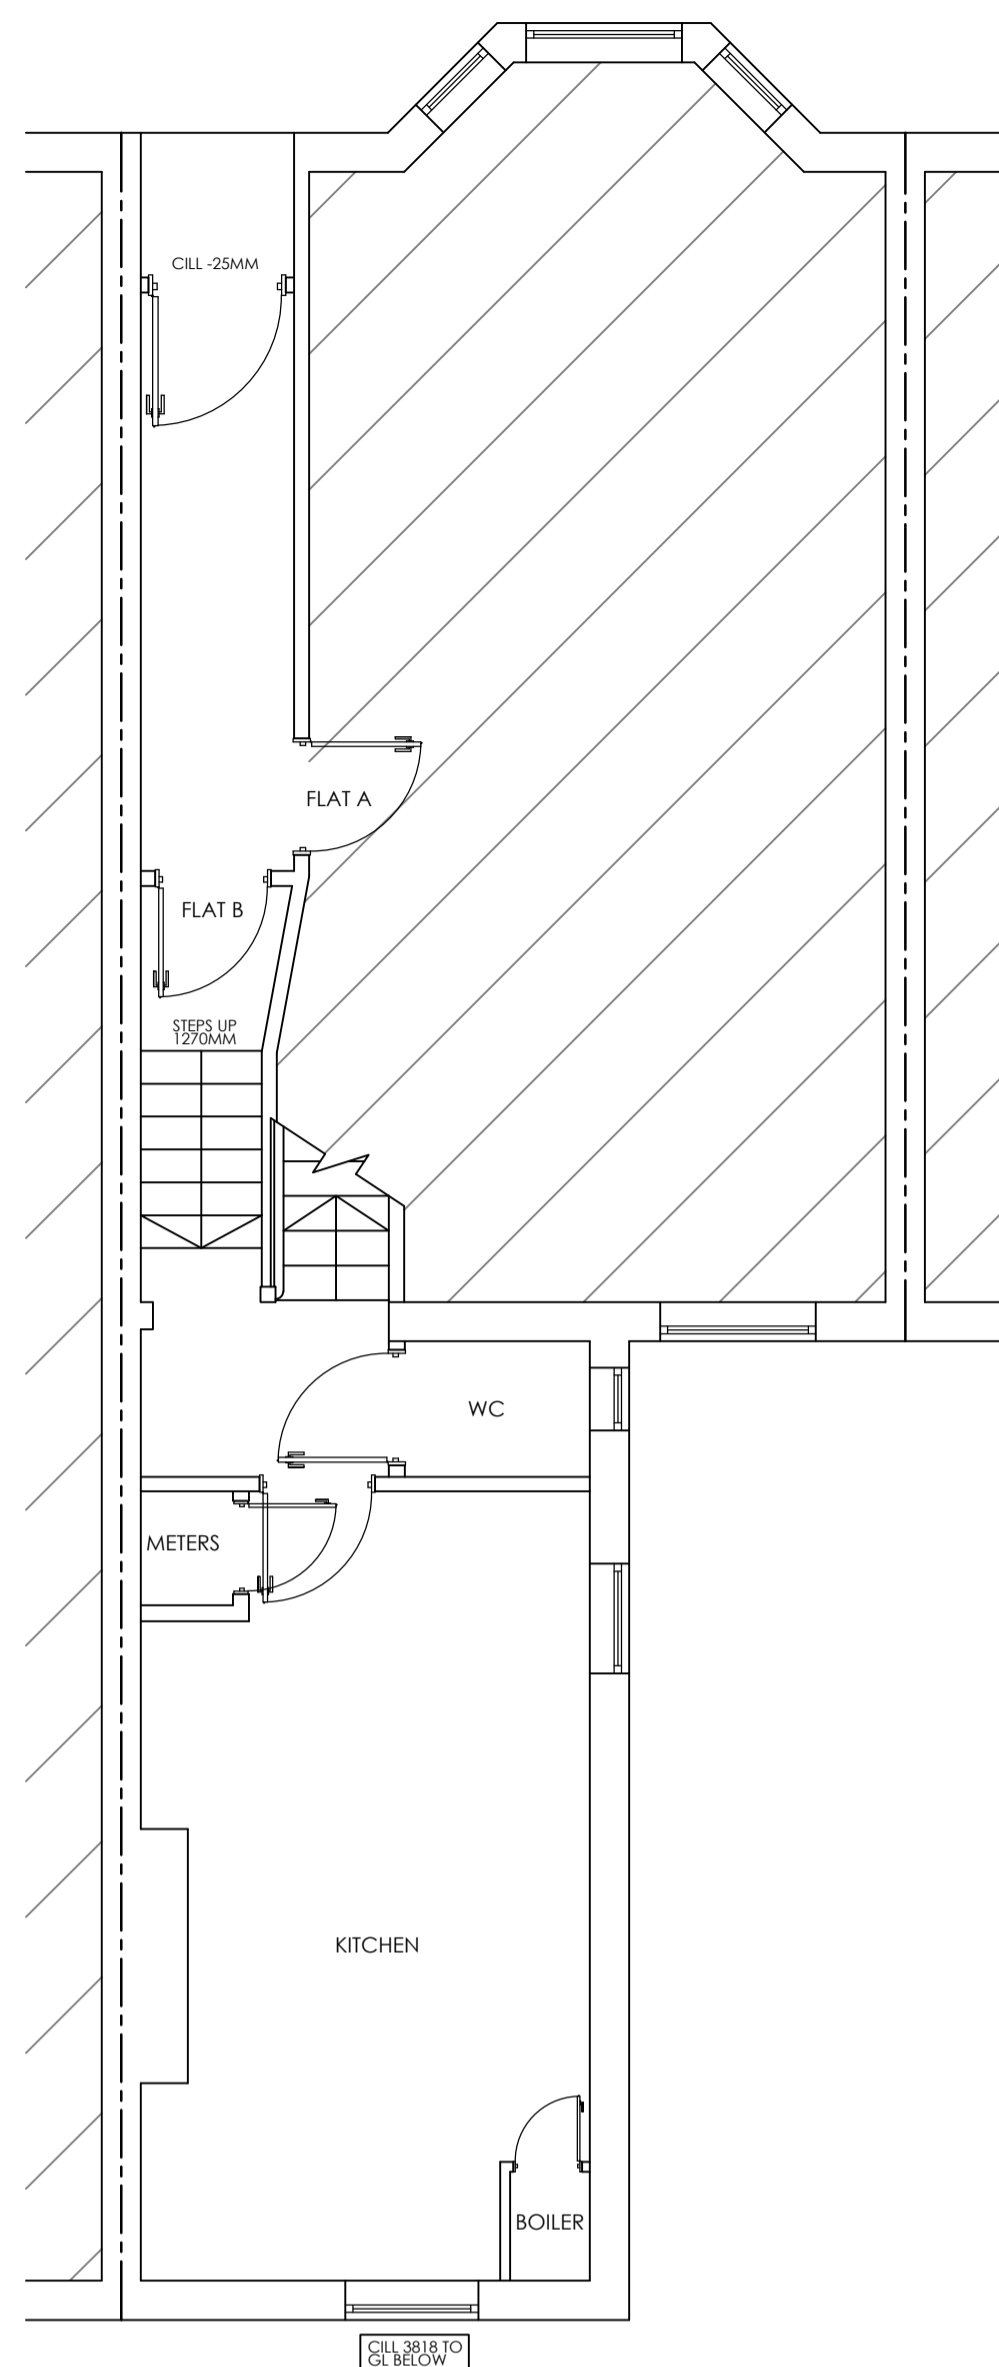 CILL -25MM
FLAT A
FLAT B
STEPS UP
1270MM
WC
METERS
KITCHEN
BOILER
CILL 3818 TO
GL BELOW